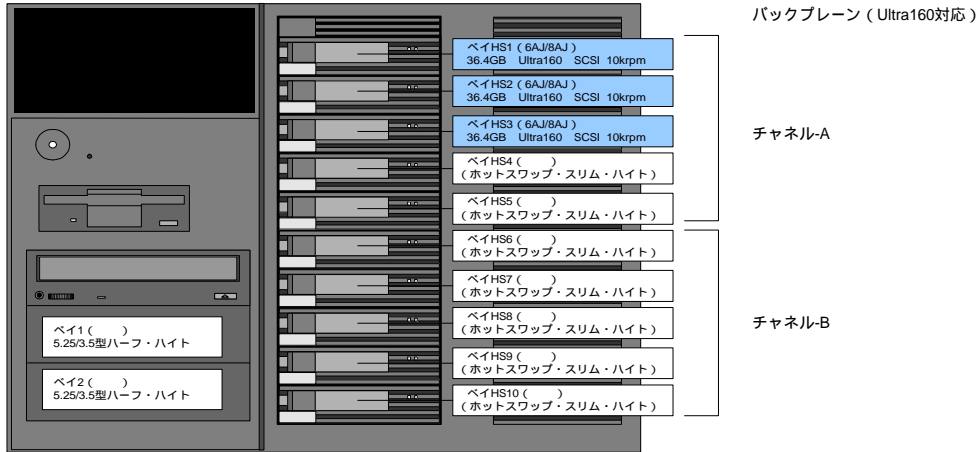 バックプレーン（Ultra160対応）
ベイHS1（6AJ/8AJ）
36.4GB Ultra160 SCSI 10krpm
ベイHS2（6AJ/8AJ）
36.4GB Ultra160 SCSI 10krpm
ベイHS3（6AJ/8AJ）
36.4GB Ultra160 SCSI 10krpm
チャネル-A
ベイHS4（　　）
（ホットスワップ・スリム・ハイト）
ベイHS5（　　）
（ホットスワップ・スリム・ハイト）
ベイHS6（　　）
（ホットスワップ・スリム・ハイト）
ベイHS7（　　）
（ホットスワップ・スリム・ハイト）
ベイHS8（　　）
（ホットスワップ・スリム・ハイト）
チャネル-B
ベイHS9（　　）
（ホットスワップ・スリム・ハイト）
ベイHS10（　　）
（ホットスワップ・スリム・ハイト）
ベイ1（　　）
5.25/3.5型ハーフ・ハイト
ベイ2（　　）
5.25/3.5型ハーフ・ハイト